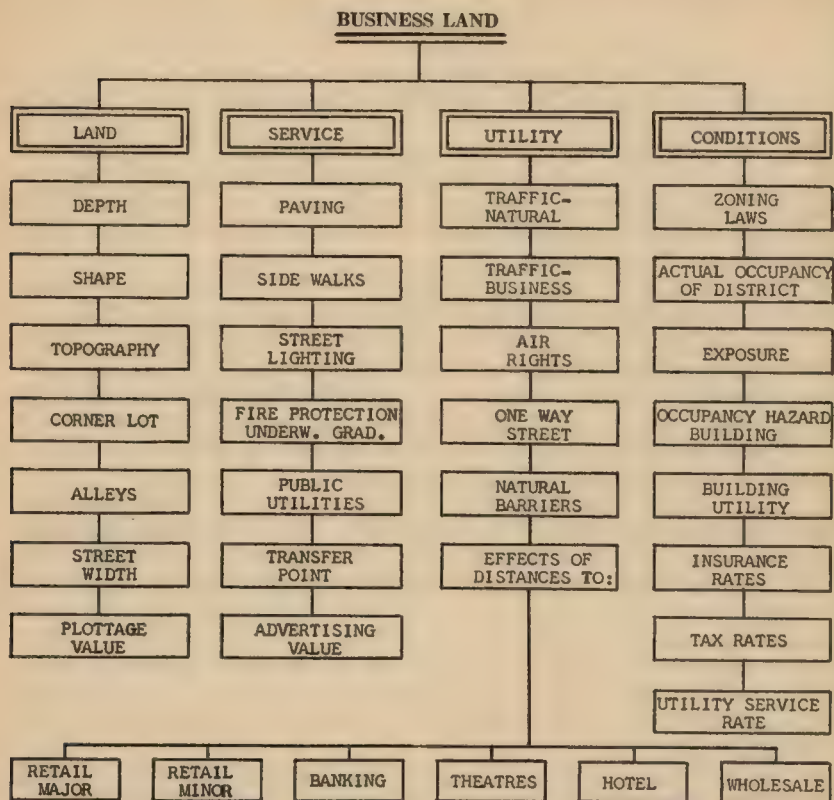 BUSINESS LAND
LAND
DEPTH
SHAPE
TOPOGRAPHY
CORNER LOT
ALLEYS
STREET
WIDTH
PLOTTAGE
VALUE
SERVICE
PAVING
SIDE WALKS
STREET
LIGHTING
FIRE PROTECTION
UNDERW. GRAD.
PUBLIC
UTILITIES
TRANSFER
POINT
ADVERTISING
VALUE
UTILITY
TRAFFIC-
NATURAL
TRAFFIC-
BUSINESS
AIR
RIGHTS
ONE WAY
STREET
NATURAL
BARRIERS
EFFECTS OF
DISTANCES TO:
CONDITIONS
ZONING
LAWS
ACTUAL OCCUPANCY
OF DISTRICT
EXPOSURE
OCCUPANCY HAZARD
BUILDING
BUILDING
UTILITY
INSURANCE
RATES
TAX RATES
UTILITY SERVICE
RATE
RETAIL
MAJOR
RETAIL
MINOR
BANKING
THEATRES
HOTEL
WHOLESALE